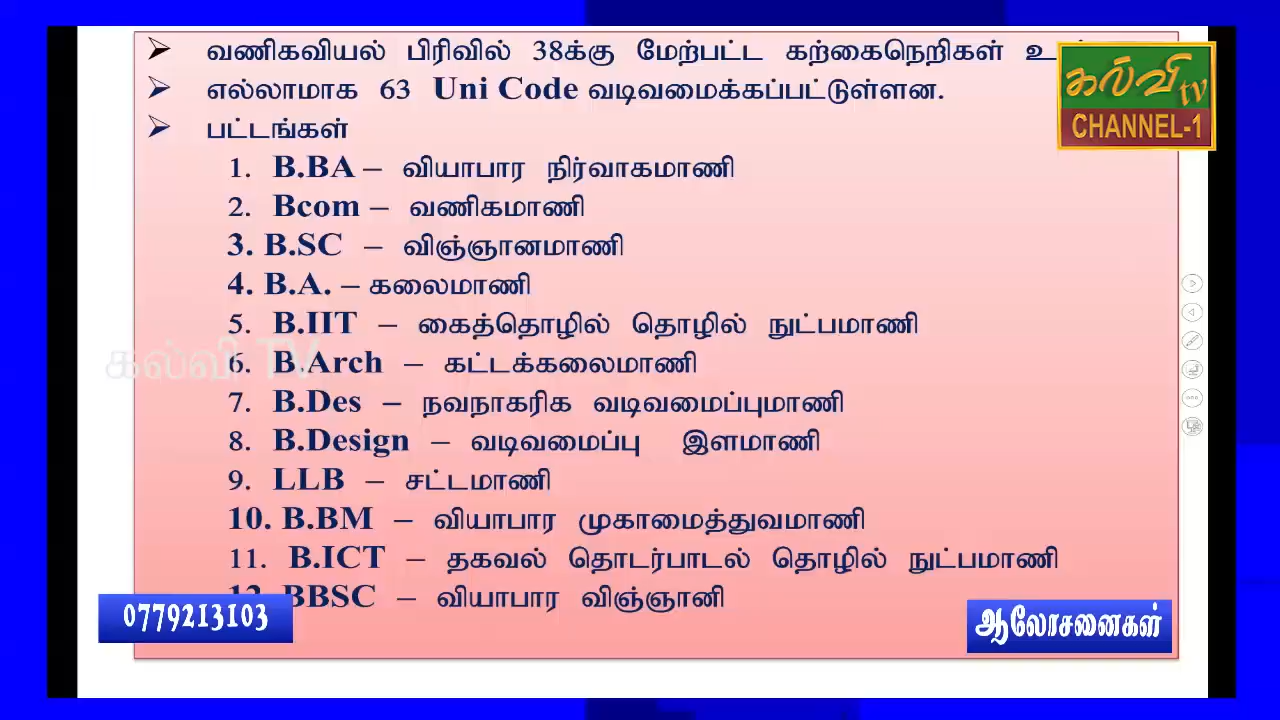 ➢ வணிகவியல் பிரிவில் 38க்கு மேற்பட்ட கற்கைநெறிகள்
➢ எல்லாமாக 63 Uni Code வடிவமைக்கப்பட்டுள்ளன.
➢ பட்டங்கள்
1. B.BA – வியாபார நிர்வாகமாணி
2. Bcom – வணிகமாணி
3. B.SC – விஞ்ஞானமாணி
4. B.A. – கலைமாணி
5. B.IIT – கைத்தொழில் தொழில் நுட்பமாணி
6. B.Arch – கட்டக்கலைமாணி
7. B.Des – நவநாகரிக வடிவமைப்புமாணி
8. B.Design – வடிவமைப்பு இளமாணி
9. LLB – சட்டமாணி
10. B.BM – வியாபார முகாமைத்துவமாணி
11. B.ICT – தகவல் தொடர்பாடல் தொழில் நுட்பமாணி
12. BBSC – வியாபார விஞ்ஞானி
கல்வி tv
CHANNEL-1
கல்வி TV
0779213103
ஆலோசனைகள்